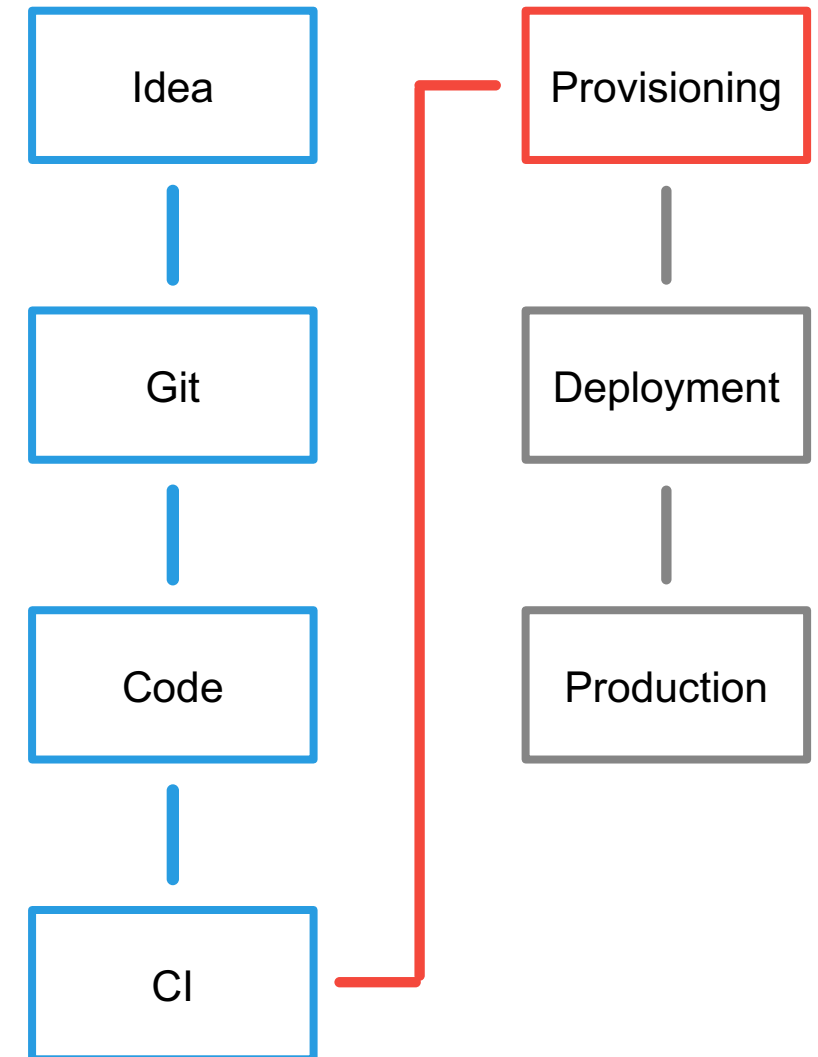 Idea
Git
Code
CI
Provisioning
Deployment
Production